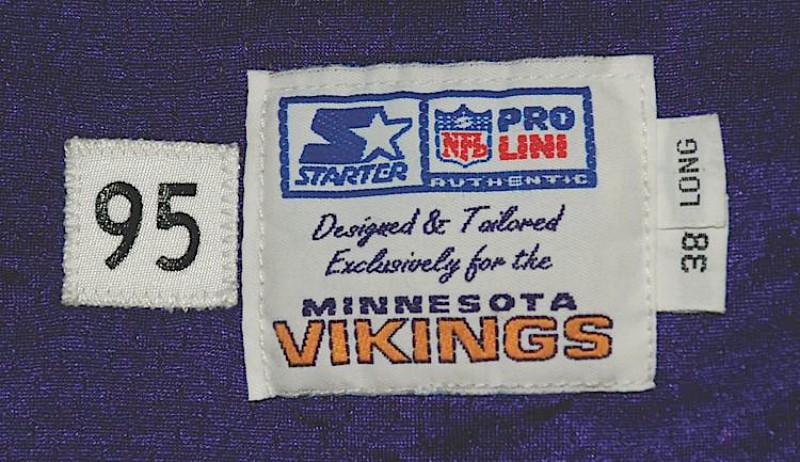 95
STARTER
NFL
PRO
LINE
AUTHENTIC
Designed & Tailored
Exclusively for the
MINNESOTA
VIKINGS
LONG
38